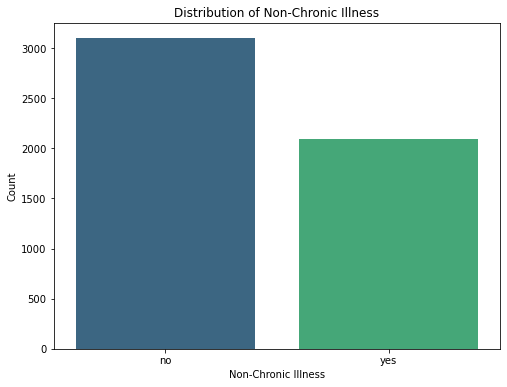 Distribution of Non-Chronic Illness
3000
2500
2000
1500
1000
500
0
Count
no yes
Non-Chronic Illness